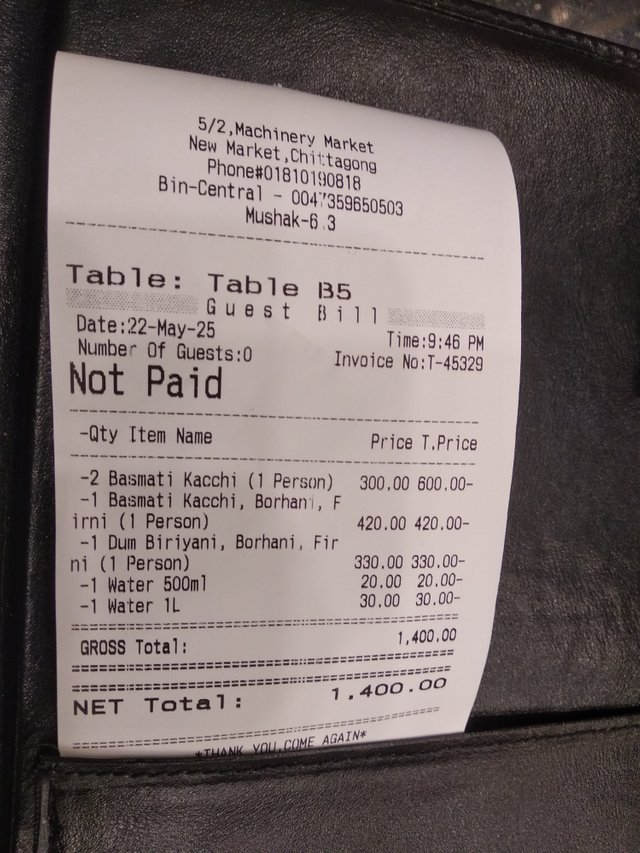 5/2,Machinery Market
New Market,Chittagong
Phone#01810190818
Bin-Central - 0047359650503
Mushak-6.3
Table: Table B5
Guest Bill
Date:22-May-25 Time:9:46 PM
Number Of Guests:0 Invoice No:T-45329
Not Paid
-Qty Item Name Price T.Price
-2 Basmati Kacchi (1 Person) 300.00 600.00-
-1 Basmati Kacchi, Borhani, F
irni (1 Person) 420.00 420.00-
-1 Dum Biriyani, Borhani, Fir
ni (1 Person) 330.00 330.00-
-1 Water 500ml 20.00 20.00-
-1 Water 1L 30.00 30.00-
GROSS Total: 1,400.00
NET Total: 1,400.00
*THANK YOU,COME AGAIN*